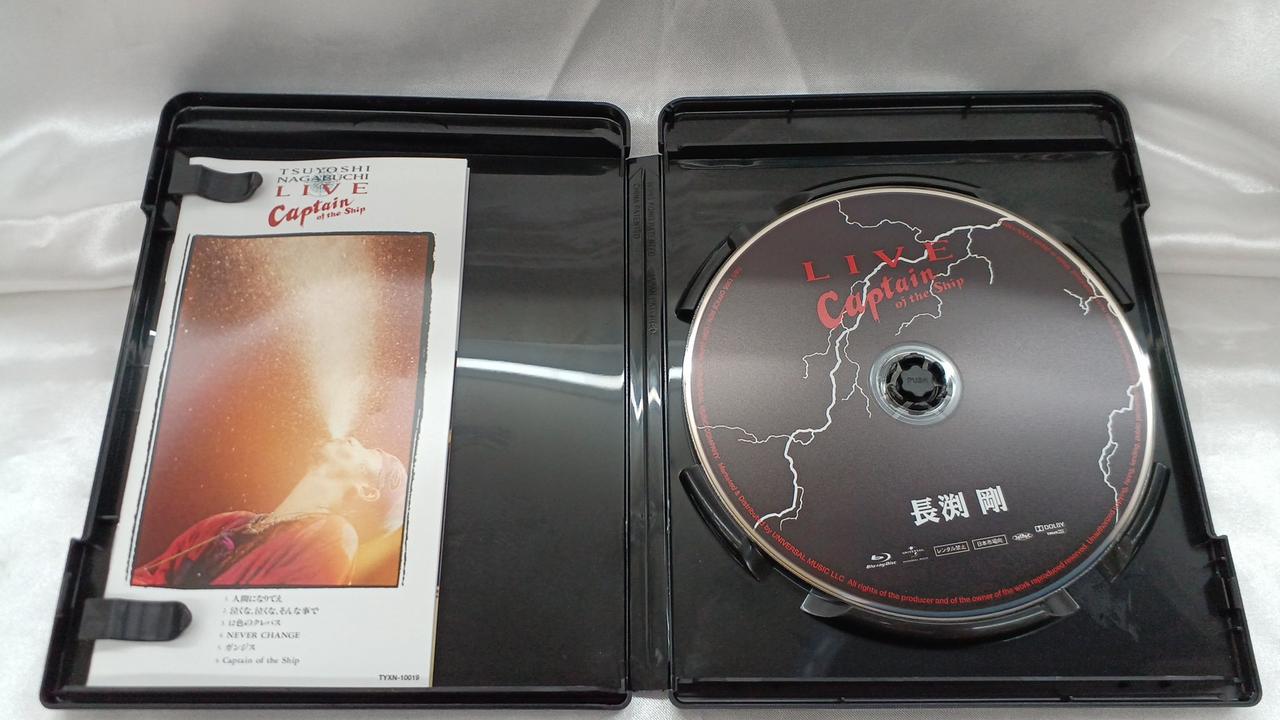 TSUYOSHI
NAGABUCHI
LIVE
Captain
of the Ship
1. 人間になりてえ
2. 泣くな、泣くな、そんな事で
3. 12色のクレパス
4. NEVER CHANGE
5. ガンジス
6. Captain of the Ship
TYXN-10019
LIVE
Captain
of the Ship
PUSH
長渕 剛
Blu-ray Disc
レンタル禁止
日本市場向
DOLBY
Marketed & Distributed by UNIVERSAL MUSIC LLC All rights of the producer and of the owner of the work reproduced reserved.